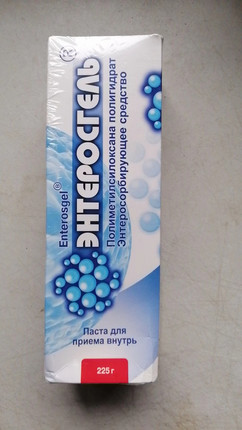 Enterosgel®
ЭНТЕРОСГЕЛЬ
Полиметилсилоксана полигидрат
Энтеросорбирующее средство
Паста для
приема внутрь
225 г